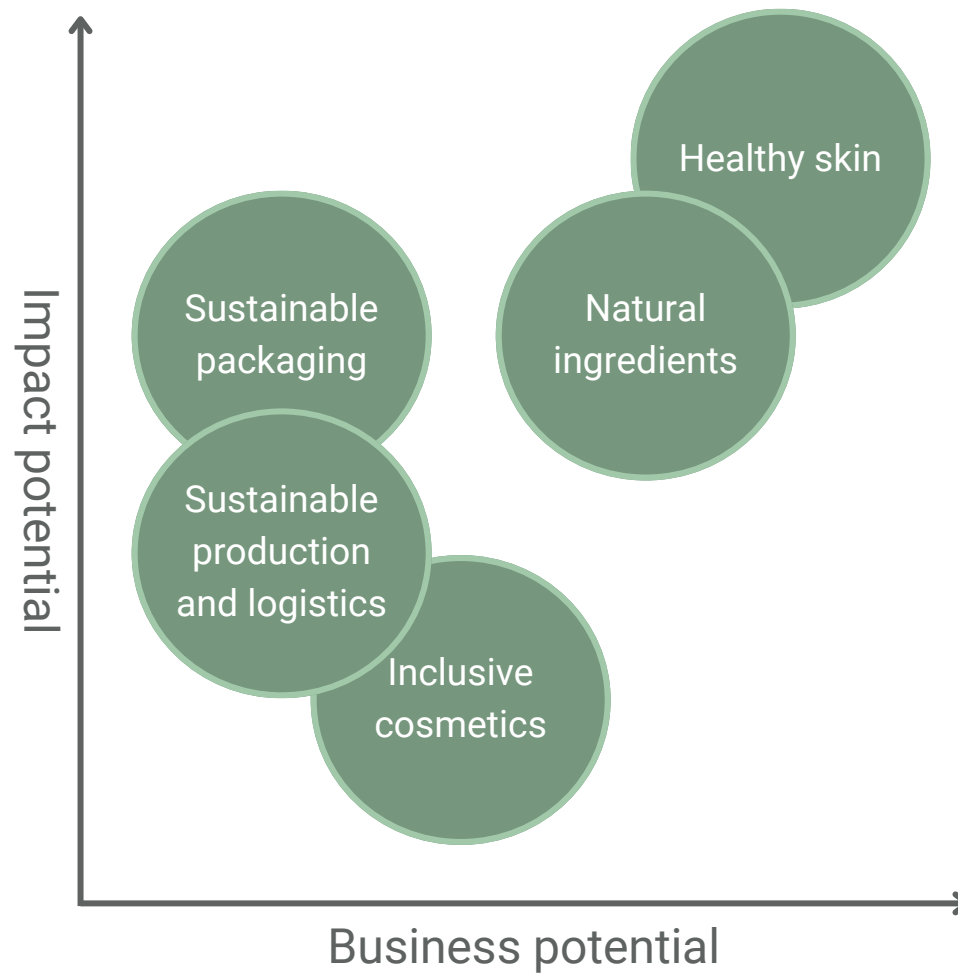 Healthy skin
Sustainable
packaging
Natural
ingredients
Sustainable
production
and logistics
Inclusive
cosmetics
Impact potential
Business potential